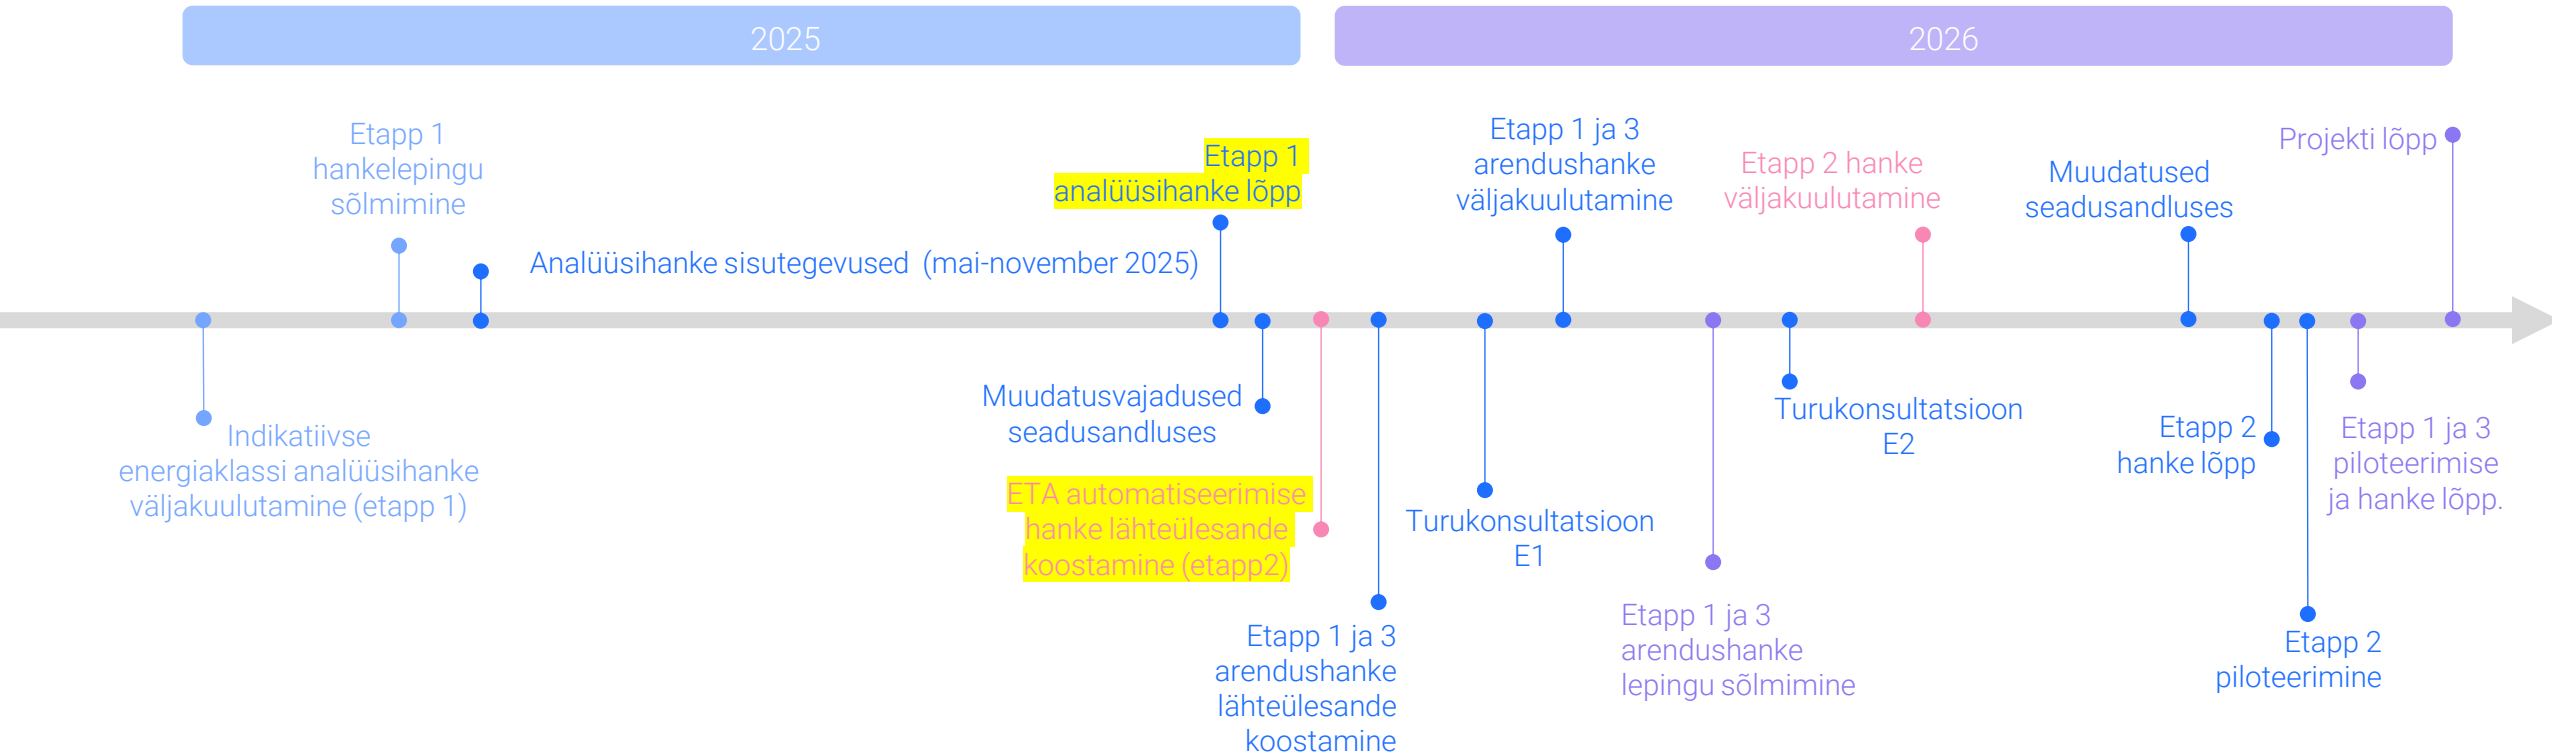 2025
2026
Etapp 1
hankelepingu
sõlmimine
Analüüsihanke sisutegevused (mai-november 2025)
Etapp 1
analüüsihanke lõpp
Etapp 1 ja 3
arendushanke
väljakuulutamine
Etapp 2 hanke
väljakuulutamine
Muudatused
seadusandluses
Projekti lõpp
Indikatiivse
energiaklassi analüüsihanke
väljakuulutamine (etapp 1)
Muudatusvajadused
seadusandluses
ETA automatiseerimise
hanke lähteülesande
koostamine (etapp2)
Etapp 1 ja 3
arendushanke
lähteülesande
koostamine
Turukonsultatsioon
E1
Etapp 1 ja 3
arendushanke
lepingu sõlmimine
Turukonsultatsioon
E2
Etapp 2
hanke lõpp
Etapp 2
piloteerimine
Etapp 1 ja 3
piloteerimise
ja hanke lõpp.